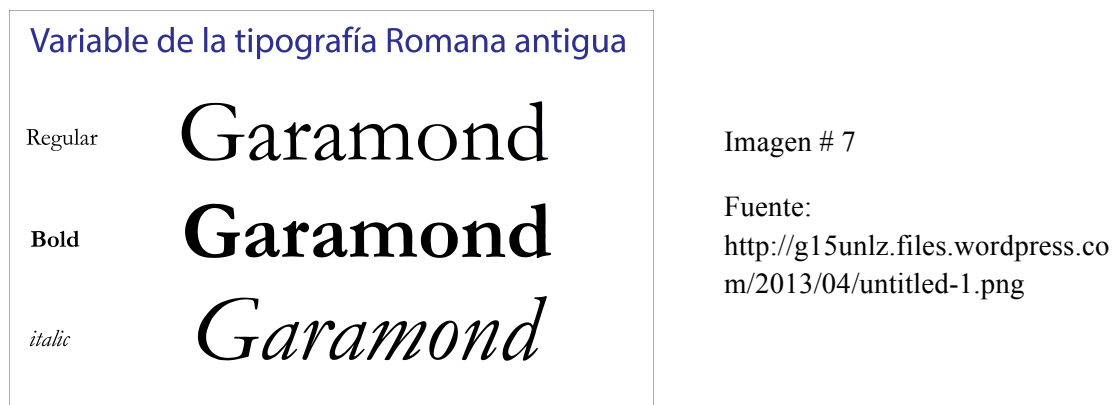 Variable de la tipografía Romana antigua
Regular Garamond
Bold Garamond
italic Garamond
Imagen # 7
Fuente:
http://g15unlz.files.wordpress.co
m/2013/04/untitled-1.png